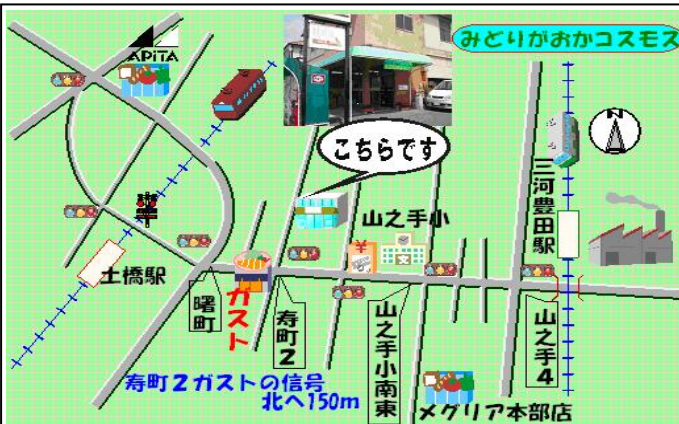 APiTA
みどりがおかコスモス
こちらです
三河豊田駅
山之手小
土橋駅
曙町
ガスト
寿町2
山之手小南東
山之手4
寿町2ガストの信号
北へ150m
メグリア本部店
¥
文